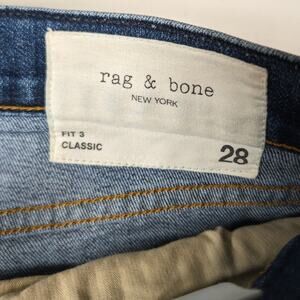 rag & bone
NEW YORK
FIT 3
CLASSIC
28